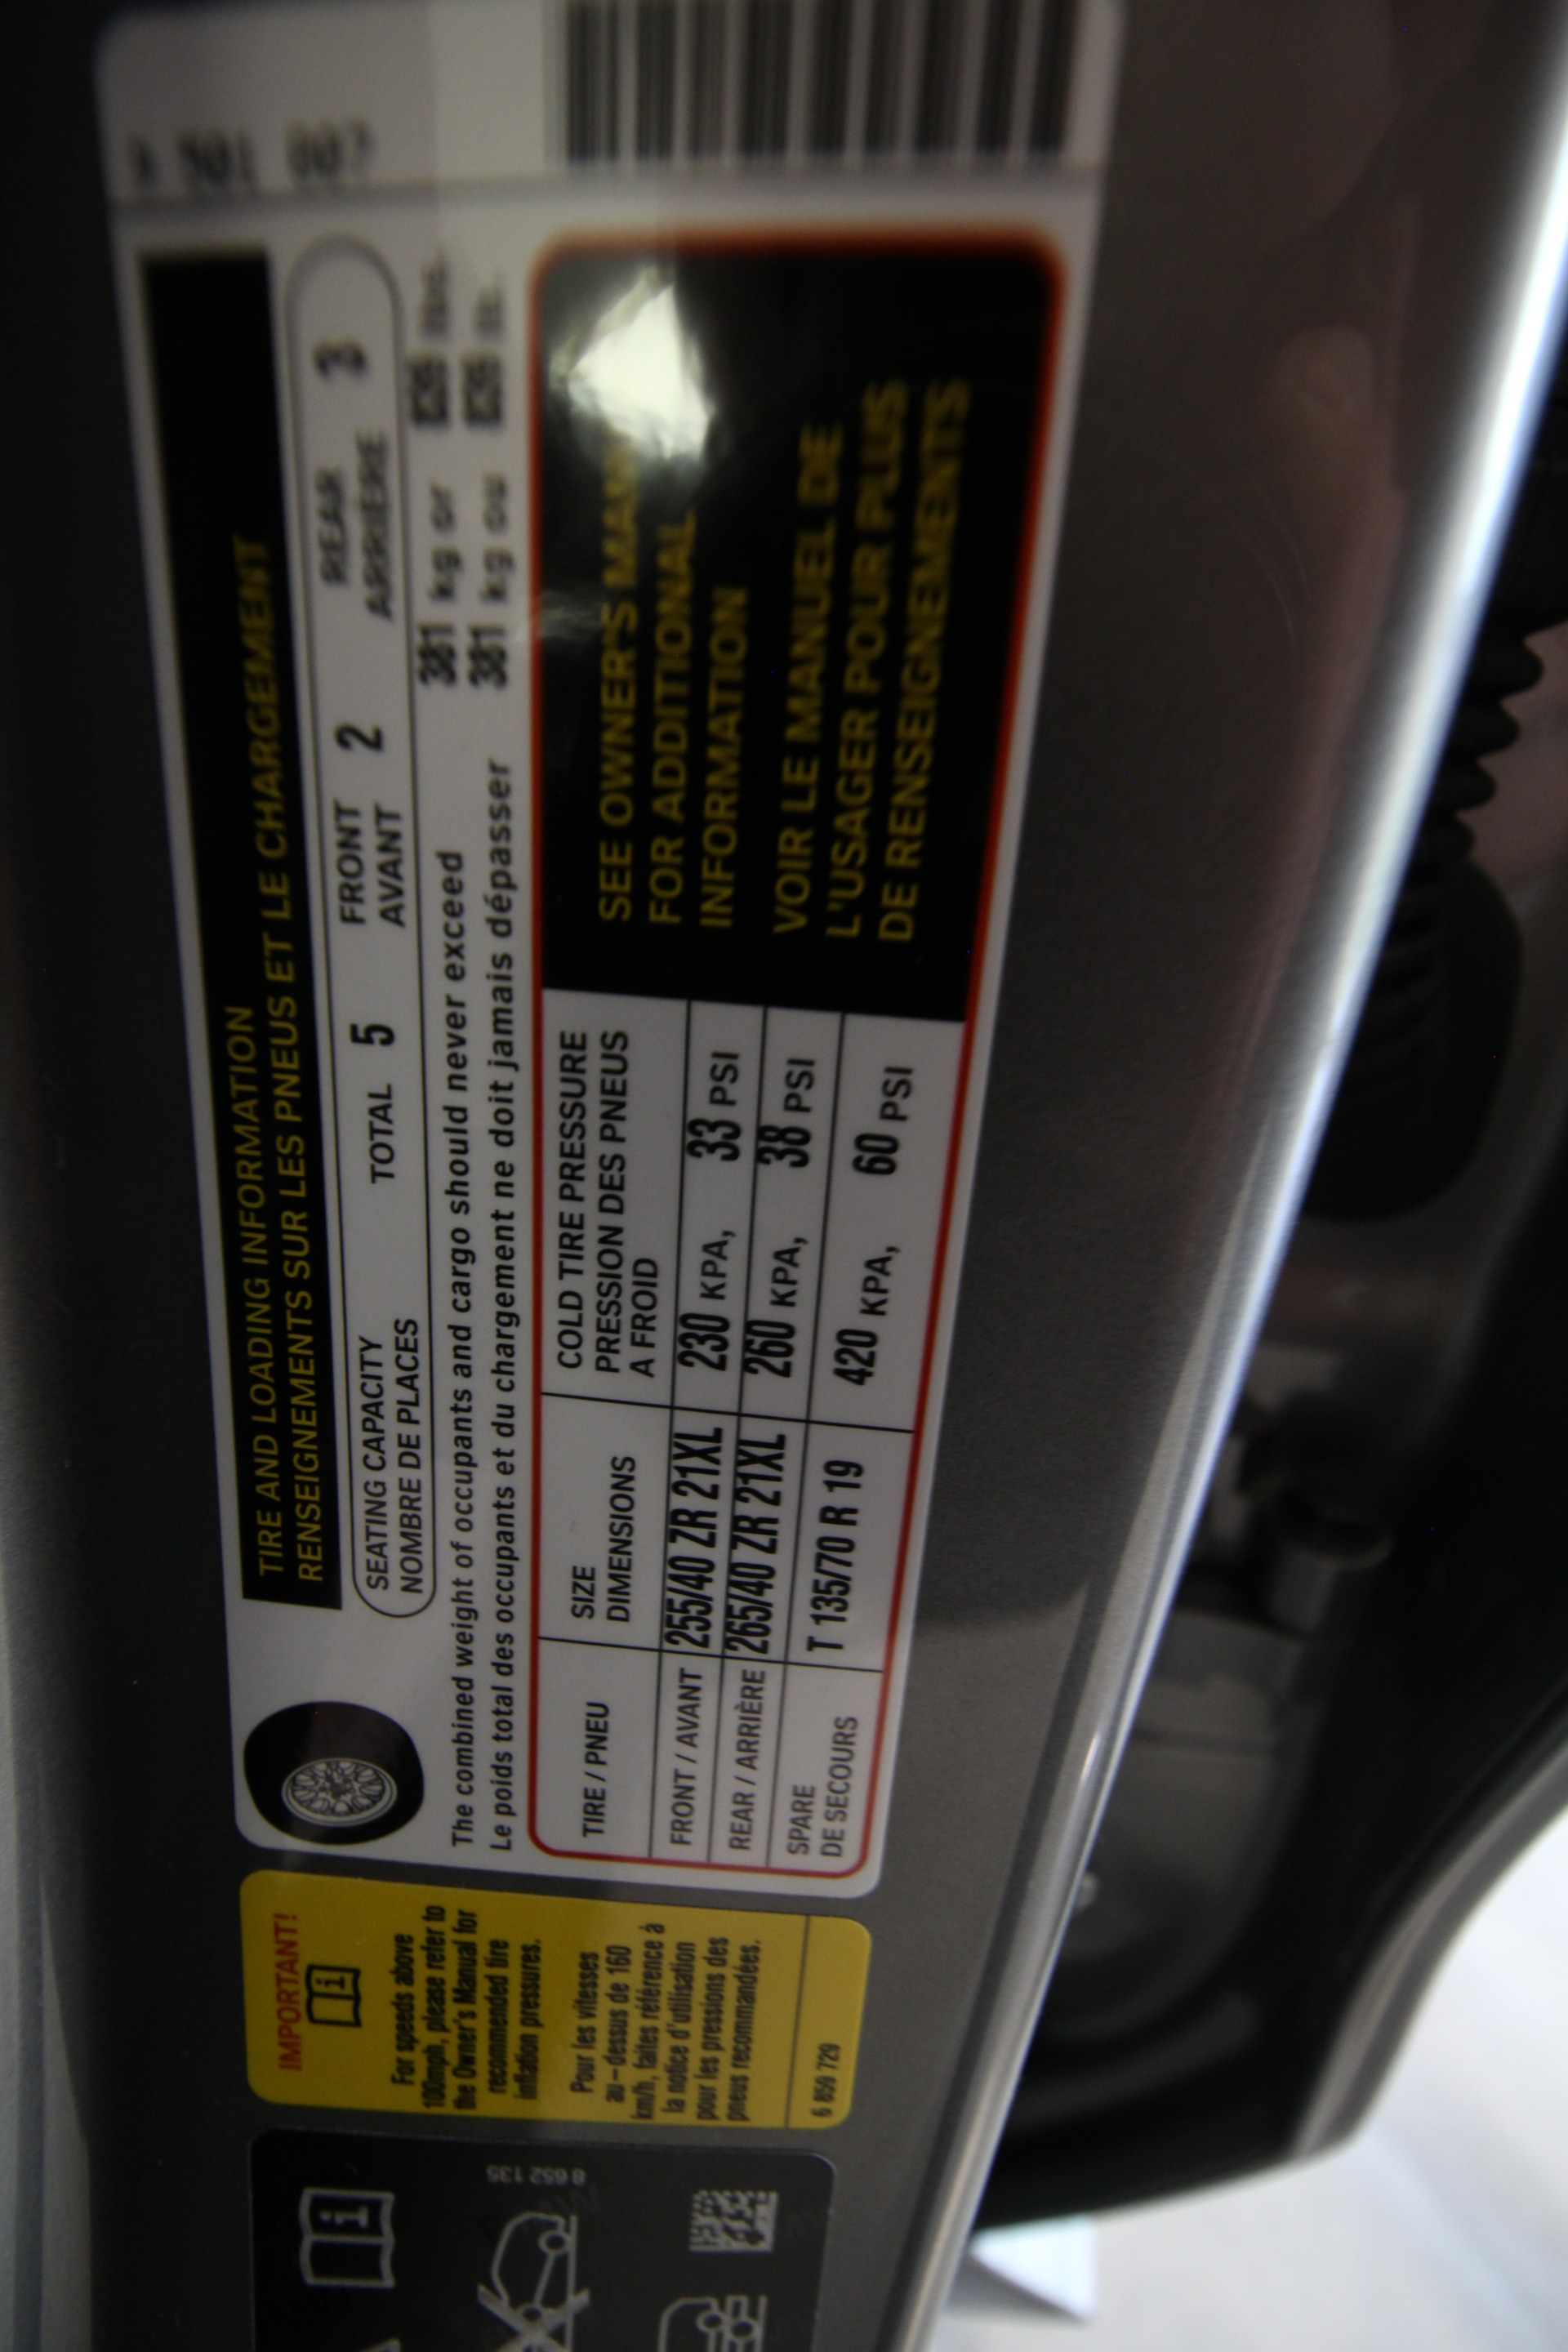 TIRE AND LOADING INFORMATION
RENSEIGNEMENTS SUR LES PNEUS ET LE CHARGEMENT
SEATING CAPACITY TOTAL 5 FRONT 2 REAR 3
NOMBRE DE PLACES AVANT ARRIÈRE
The combined weight of occupants and cargo should never exceed 381 kg or lbs.
Le poids total des occupants et du chargement ne doit jamais dépasser 381 kg ou
TIRE / PNEU
SIZE
DIMENSIONS
COLD TIRE PRESSURE
PRESSION DES PNEUS
A FROID
FRONT / AVANT 255/40 ZR 21XL 230 KPA, 33 PSI
REAR / ARRIÈRE 265/40 ZR 21XL 260 KPA, 38 PSI
SPARE
DE SECOURS T 135/70 R 19 420 KPA, 60 PSI
SEE OWNER'S
FOR ADDITIONAL
INFORMATION
VOIR LE MANUEL DE
L'USAGER POUR PLUS
DE RENSEIGNEMENTS
501 007
IMPORTANT!
For speeds above
100mph, please refer to
the Owner's Manual for
recommended tire
inflation pressures.
Pour les vitesses
au-dessus de 160
km/h, faites référence à
la notice d'utilisation
pour les pressions des
pneus recommandées.
6 859 729
8 652 135